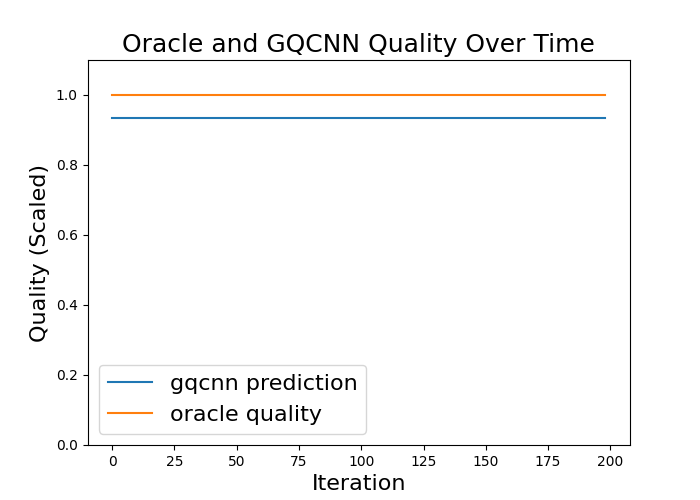 Oracle and GQCNN Quality Over Time
1.0
0.8
0.6
0.4
0.2
0.0
Quality (Scaled)
gqcnn prediction
oracle quality
0 25 50 75 100 125 150 175 200
Iteration